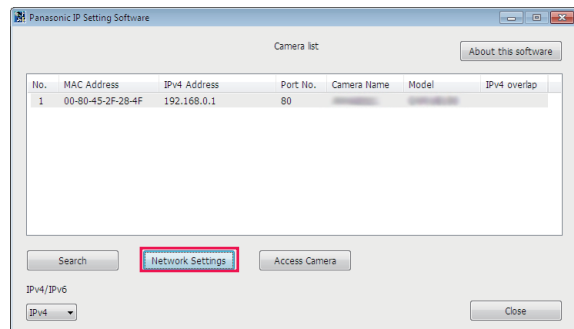 Panasonic IP Setting Software
Camera list
About this software
No. MAC Address IPv4 Address Port No. Camera Name Model IPv4 overlap
1 00-80-45-2F-28-4F 192.168.0.1 80
Search Network Settings Access Camera
IPv4/IPv6
IPv4 Close